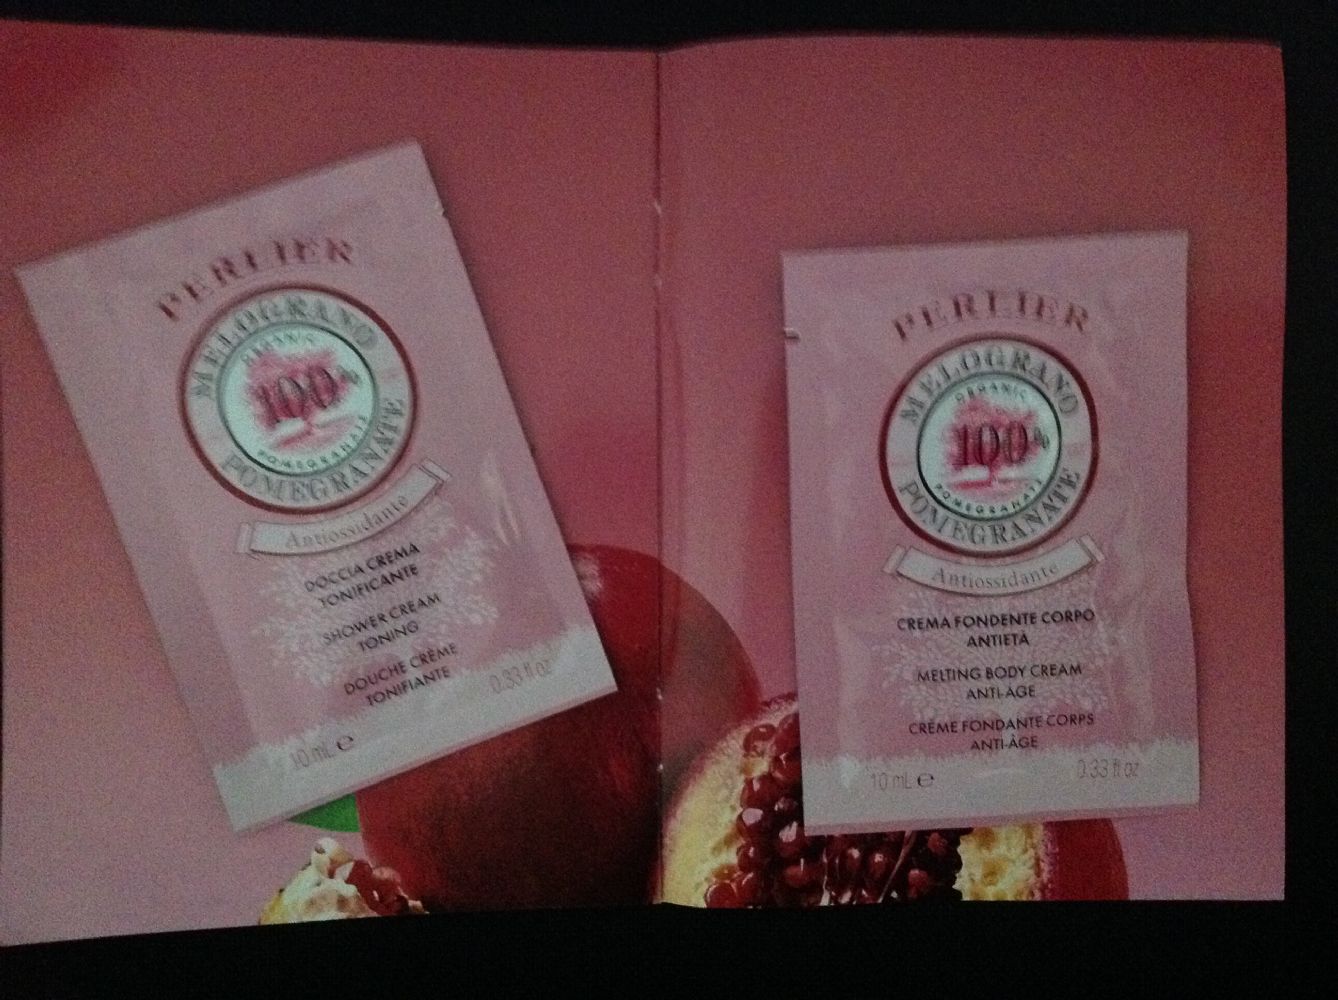 PERLIER
MELOGRANO
ORGANIC
100%
POMEGRANATE
POMEGRANATE
Antiossidante
DOCCIA CREMA
TONIFICANTE
SHOWER CREAM
TONING
DOUCHE CRÈME
TONIFIANTE
10 mL e 0.33 fl oz
PERLIER
MELOGRANO
ORGANIC
100%
POMEGRANATE
POMEGRANATE
Antiossidante
CREMA FONDENTE CORPO
ANTIETÀ
MELTING BODY CREAM
ANTI-AGE
CRÈME FONDANTE CORPS
ANTI-ÂGE
10 mL e 0.33 fl oz